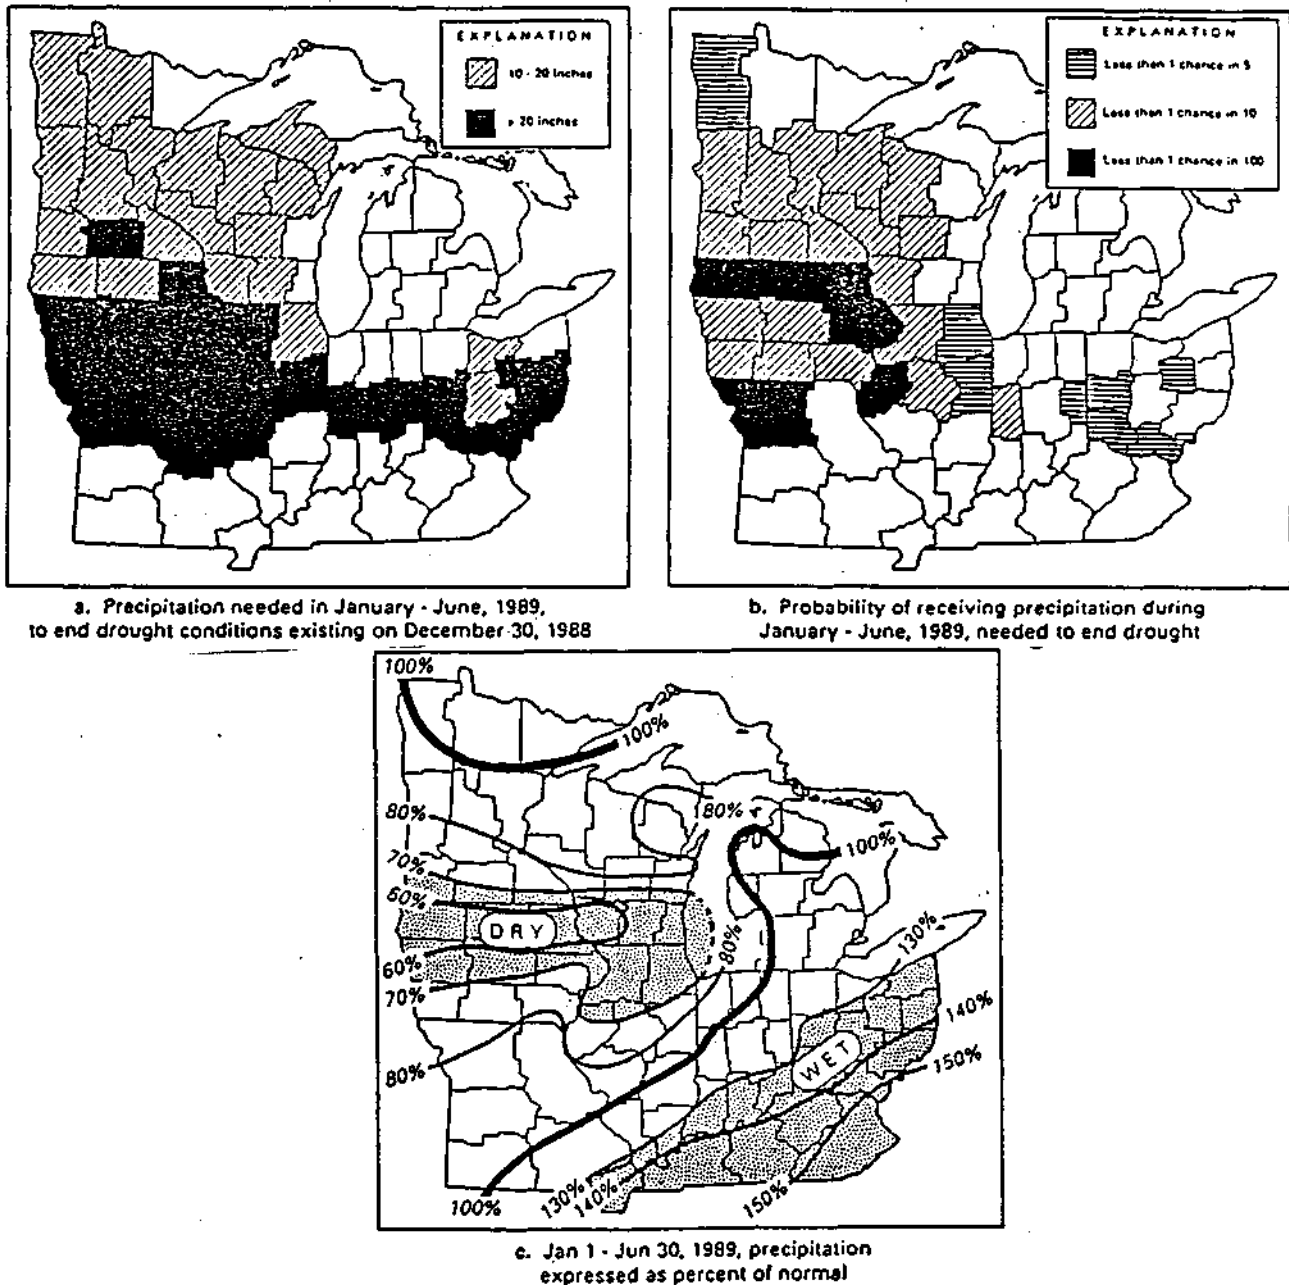 EXPLANATION
10 - 20 inches
> 20 inches
EXPLANATION
Less than 1 chance in 5
Less than 1 chance in 10
Less than 1 chance in 100
a. Precipitation needed in January - June, 1989,
to end drought conditions existing on December 30, 1988
b. Probability of receiving precipitation during
January - June, 1989, needed to end drought
100%
100%
80%
80%
100%
70%
60%
DRY
80%
130%
60%
70%
140%
WET
150%
80%
100%
130%
140%
150%
c. Jan 1 - Jun 30, 1989, precipitation
expressed as percent of normal